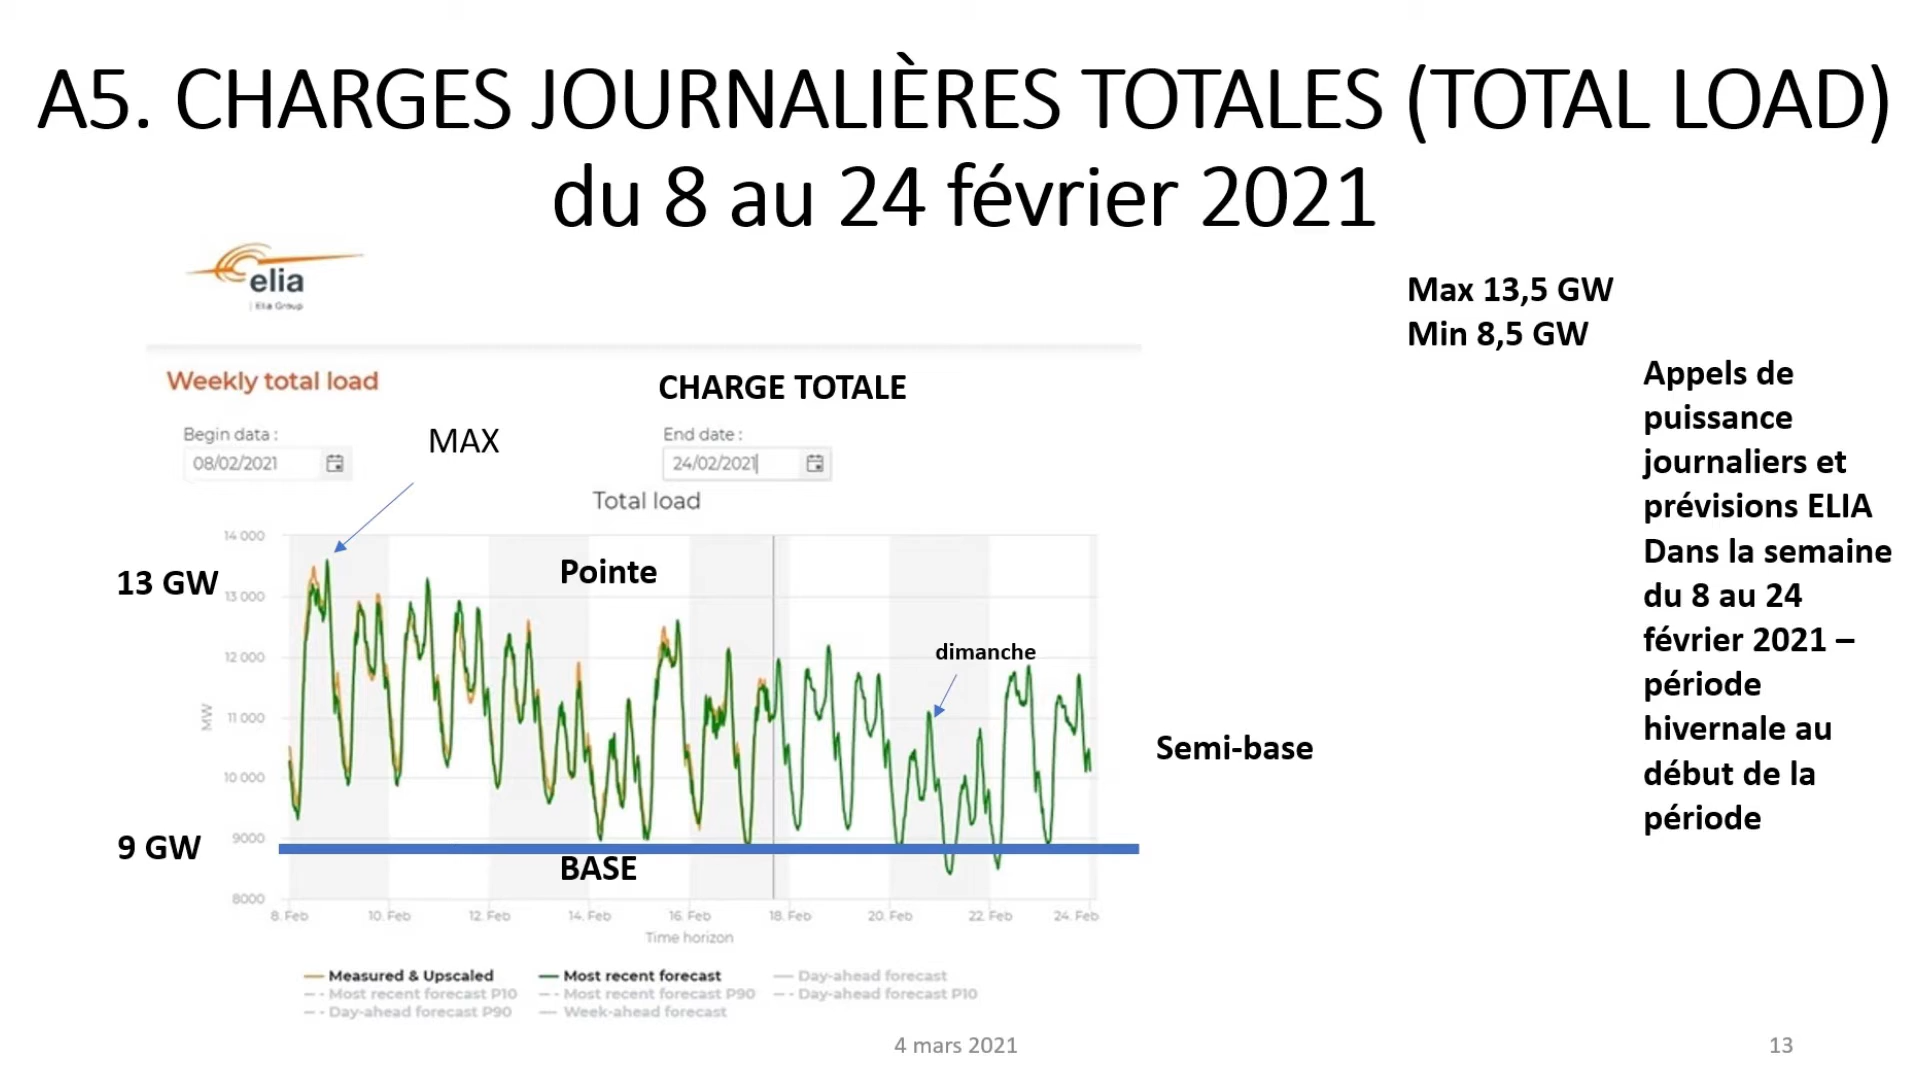 A5. CHARGES JOURNALIÈRES TOTALES (TOTAL LOAD)
du 8 au 24 février 2021
elia
Elia Group
Max 13,5 GW
Min 8,5 GW
Appels de
puissance
journaliers et
prévisions ELIA
Dans la semaine
du 8 au 24
février 2021 –
période
hivernale au
début de la
période
Weekly total load
CHARGE TOTALE
Begin data :
08/02/2021
MAX
End date :
24/02/2021
Total load
14 000
13 GW
13 000
Pointe
12 000
dimanche
MW
11 000
Semi-base
10 000
9 GW
9000
BASE
8000
8. Feb
10. Feb
12. Feb
14. Feb
16. Feb
18. Feb
20. Feb
22. Feb
24. Feb
Time horizon
Measured & Upscaled
Most recent forecast
Day-ahead forecast
Most recent forecast P10
Most recent forecast P90
Day-ahead forecast P10
Day-ahead forecast P90
Week-ahead forecast
4 mars 2021
13